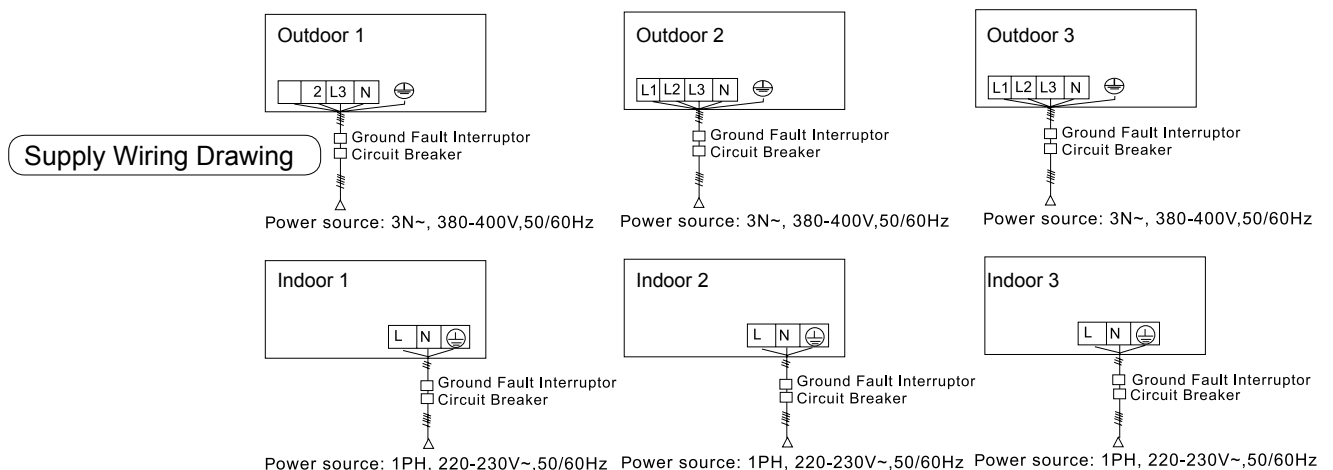 Outdoor 1
2 L3 N
Ground Fault Interruptor
Circuit Breaker
Power source: 3N~, 380-400V,50/60Hz
Outdoor 2
L1 L2 L3 N
Ground Fault Interruptor
Circuit Breaker
Power source: 3N~, 380-400V,50/60Hz
Outdoor 3
L1 L2 L3 N
Ground Fault Interruptor
Circuit Breaker
Power source: 3N~, 380-400V,50/60Hz
Supply Wiring Drawing
Indoor 1
L N
Ground Fault Interruptor
Circuit Breaker
Power source: 1PH, 220-230V~,50/60Hz
Indoor 2
L N
Ground Fault Interruptor
Circuit Breaker
Power source: 1PH, 220-230V~,50/60Hz
Indoor 3
L N
Ground Fault Interruptor
Circuit Breaker
Power source: 1PH, 220-230V~,50/60Hz